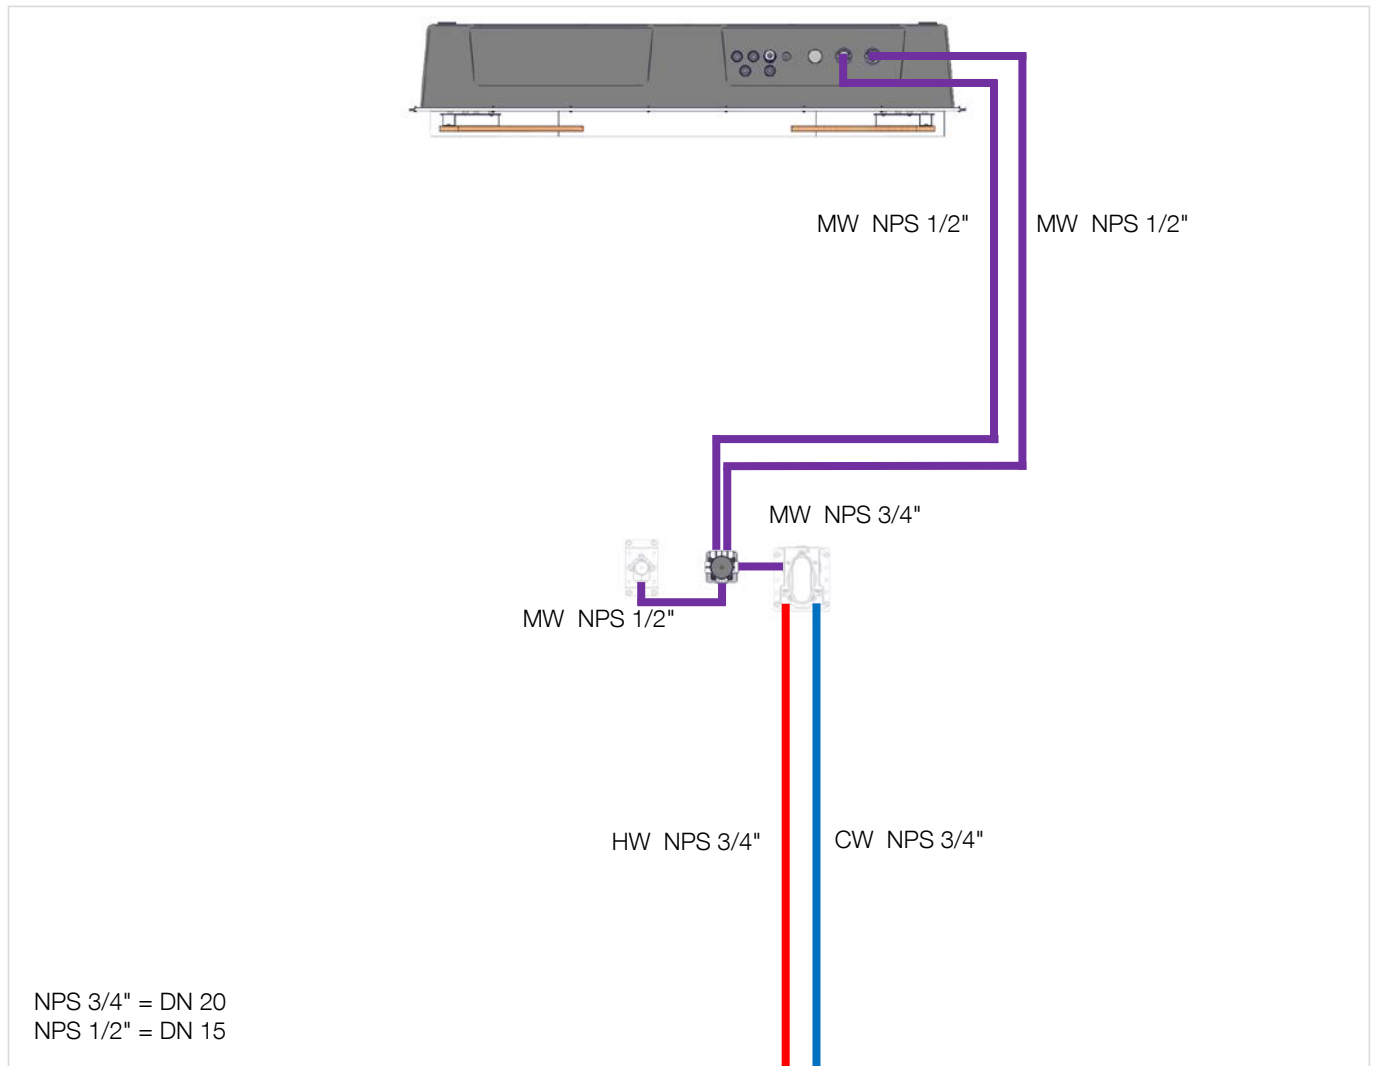 MW  NPS 1/2"
MW  NPS 1/2"
MW  NPS 3/4"
MW  NPS 1/2"
HW  NPS 3/4"
CW  NPS 3/4"
NPS 3/4" = DN 20
NPS 1/2" = DN 15